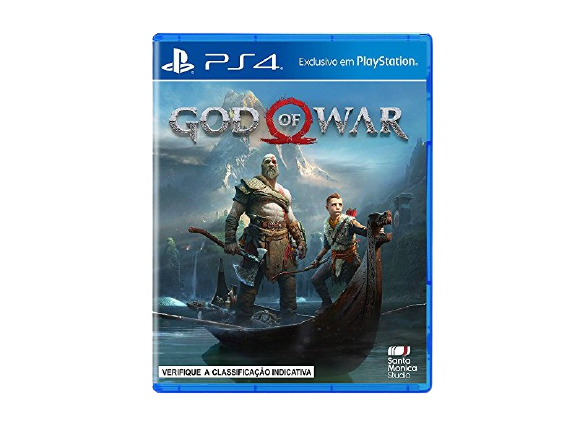 PS4
Exclusivo em PlayStation®
GOD OF WAR
VERIFIQUE A CLASSIFICAÇÃO INDICATIVA
Santa
Monica
Studio